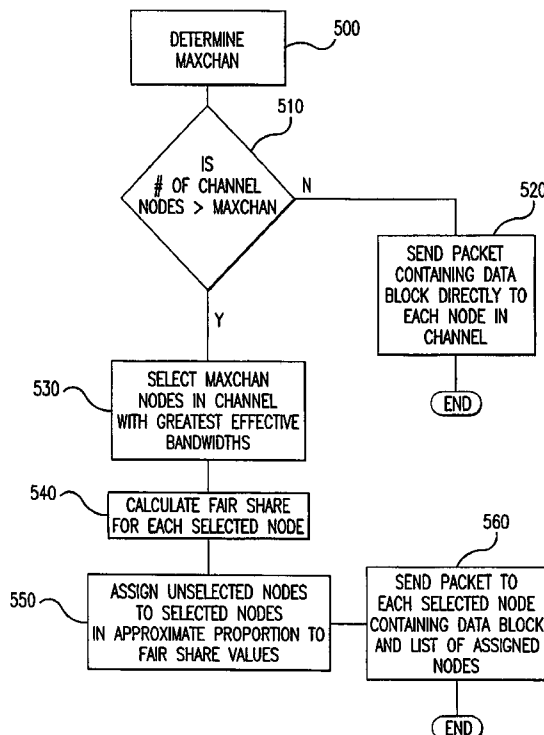 DETERMINE
MAXCHAN
500
510
IS
# OF CHANNEL
NODES > MAXCHAN
N
520
SEND PACKET
CONTAINING DATA
BLOCK DIRECTLY TO
EACH NODE IN
CHANNEL
END
Y
530
SELECT MAXCHAN
NODES IN CHANNEL
WITH GREATEST EFFECTIVE
BANDWIDTHS
540
CALCULATE FAIR SHARE
FOR EACH SELECTED NODE
550
ASSIGN UNSELECTED NODES
TO SELECTED NODES
IN APPROXIMATE PROPORTION TO
FAIR SHARE VALUES
560
SEND PACKET TO
EACH SELECTED NODE
CONTAINING DATA BLOCK
AND LIST OF ASSIGNED
NODES
END